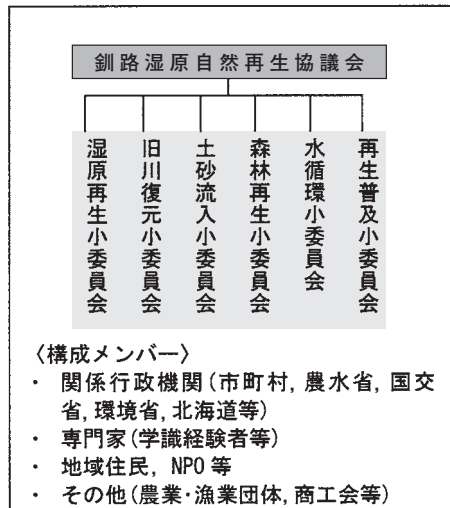 釧路湿原自然再生協議会
湿原再生小委員会
旧川復元小委員会
土砂流入小委員会
森林再生小委員会
水循環小委員会
再生普及小委員会
〈構成メンバー〉
・ 関係行政機関(市町村, 農水省, 国交
省, 環境省, 北海道等)
・ 専門家(学識経験者等)
・ 地域住民, NPO 等
・ その他(農業・漁業団体, 商工会等)